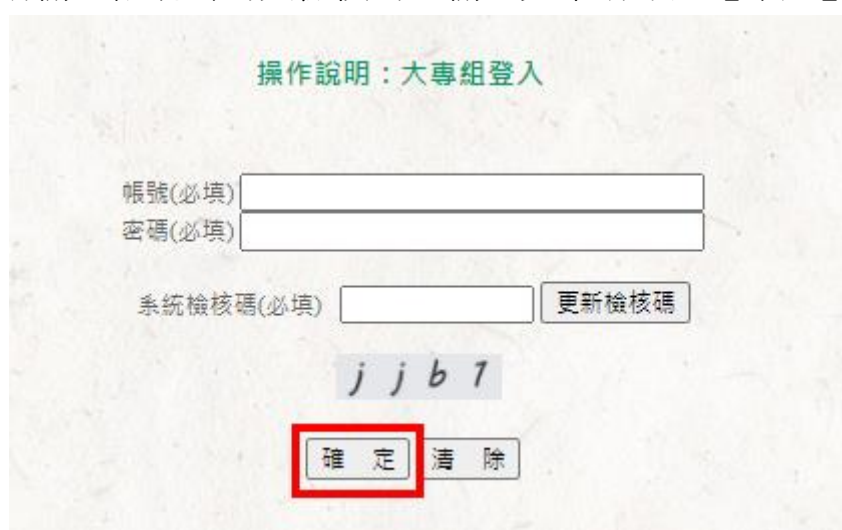 操作說明：大專組登入
帳號(必填)
密碼(必填)
系統檢核碼(必填) 更新檢核碼
j j b 1
確 定 清 除